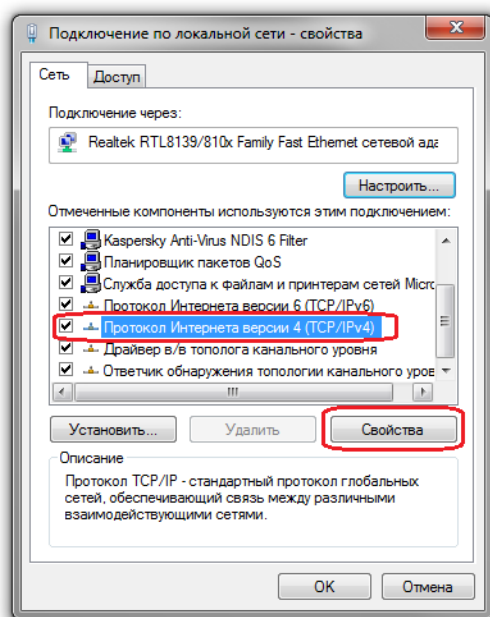 Подключение по локальной сети - свойства
Сеть
Доступ
Подключение через:
Realtek RTL8139/810x Family Fast Ethernet сетевой ада
Настроить...
Отмеченные компоненты используются этим подключением:
Kaspersky Anti-Virus NDIS 6 Filter
Планировщик пакетов QoS
Служба доступа к файлам и принтерам сетей Micro
Протокол Интернета версии 6 (TCP/IPv6)
Протокол Интернета версии 4 (TCP/IPv4)
Драйвер в/в тополога канального уровня
Ответчик обнаружения топологии канального уров
Установить...
Удалить
Свойства
Описание
Протокол TCP/IP - стандартный протокол глобальных
сетей, обеспечивающий связь между различными
взаимодействующими сетями.
OK
Отмена